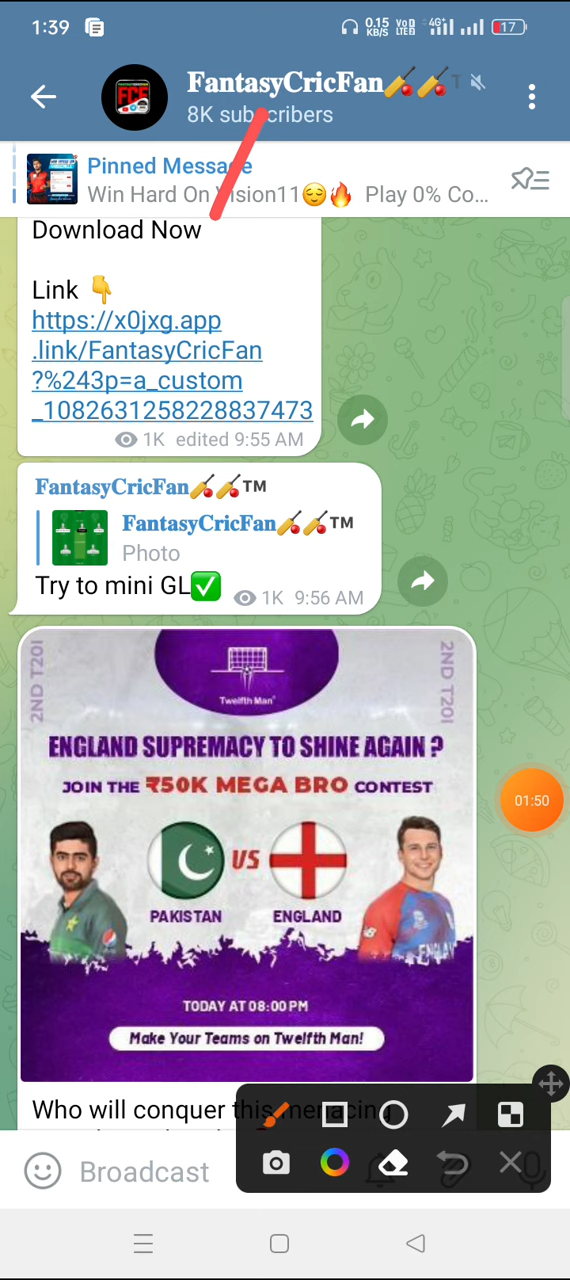 1:39
0.15 KB/S
4G+
17
FantasyCricFan🏏🏏T
8K subscribers
Pinned Message
Win Hard On Vision11😌🔥 Play 0% Co...
Download Now
Link 👇
https://x0jxg.app
.link/FantasyCricFan
?%243p=a_custom
_1082631258228837473
1K edited 9:55 AM
FantasyCricFan🏏🏏™
FantasyCricFan🏏🏏™
Photo
Try to mini GL✅
1K 9:56 AM
2ND T20I
2ND T20I
Twelfth Man
ENGLAND SUPREMACY TO SHINE AGAIN ?
JOIN THE ₹50K MEGA BRO CONTEST
VS
PAKISTAN
ENGLAND
ENGLAN
TODAY AT 08:00 PM
Make Your Teams on Twelfth Man!
01:50
Who will conquer this menacing
Broadcast